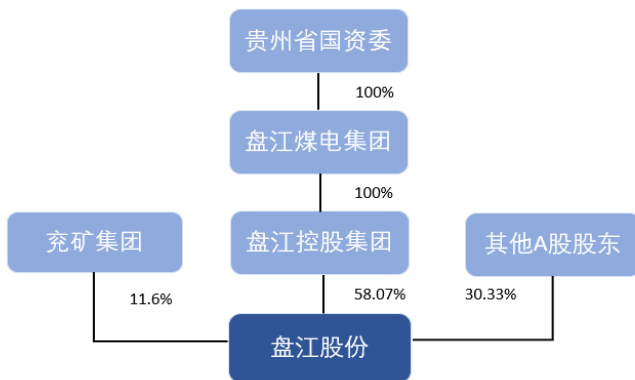 贵州省国资委
100%
盘江煤电集团
100%
兖矿集团
盘江控股集团
其他A股股东
11.6%
58.07%
30.33%
盘江股份